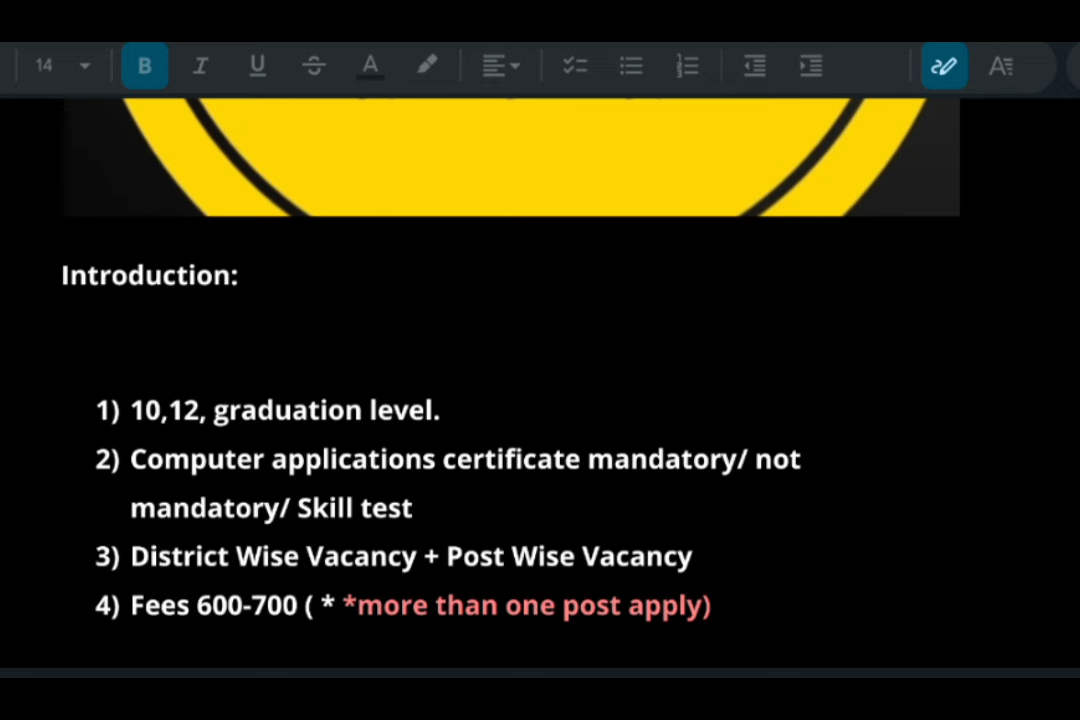 14
B I U S A
A
Introduction:
1) 10,12, graduation level.
2) Computer applications certificate mandatory/ not
mandatory/ Skill test
3) District Wise Vacancy + Post Wise Vacancy
4) Fees 600-700 ( * *more than one post apply)